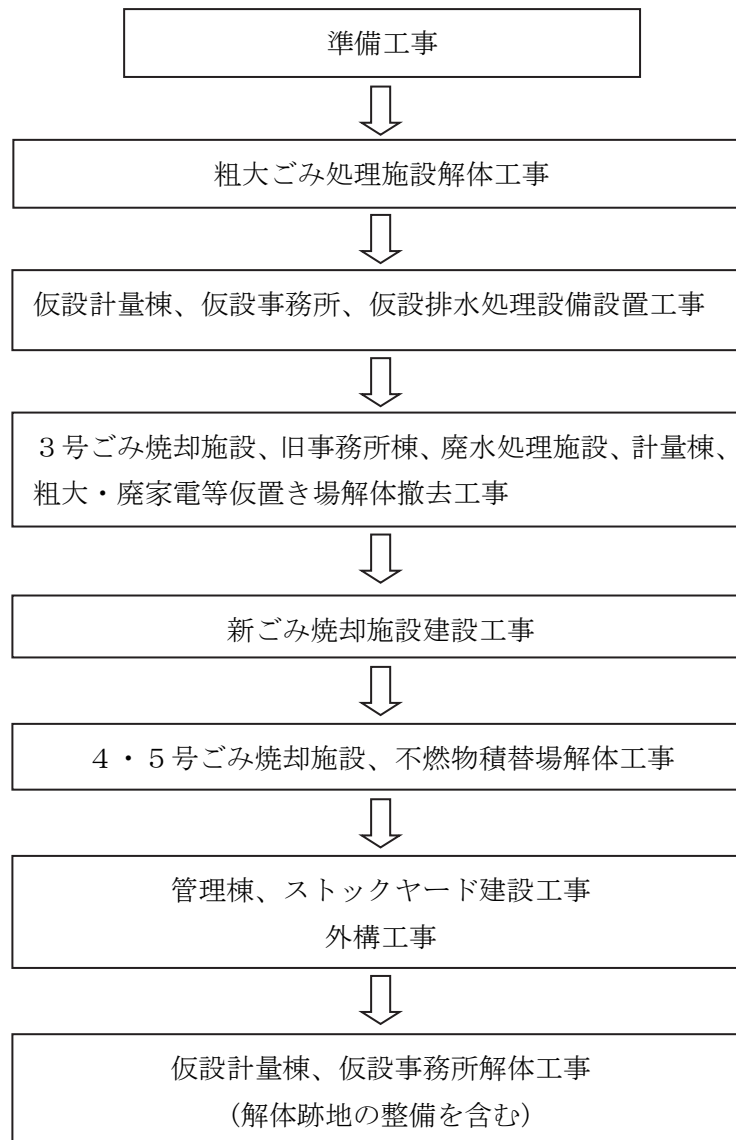 準備工事
粗大ごみ処理施設解体工事
仮設計量棟、仮設事務所、仮設排水処理設備設置工事
３号ごみ焼却施設、旧事務所棟、廃水処理施設、計量棟、
粗大・廃家電等仮置き場解体撤去工事
新ごみ焼却施設建設工事
４・５号ごみ焼却施設、不燃物積替場解体工事
管理棟、ストックヤード建設工事
外構工事
仮設計量棟、仮設事務所解体工事
（解体跡地の整備を含む）